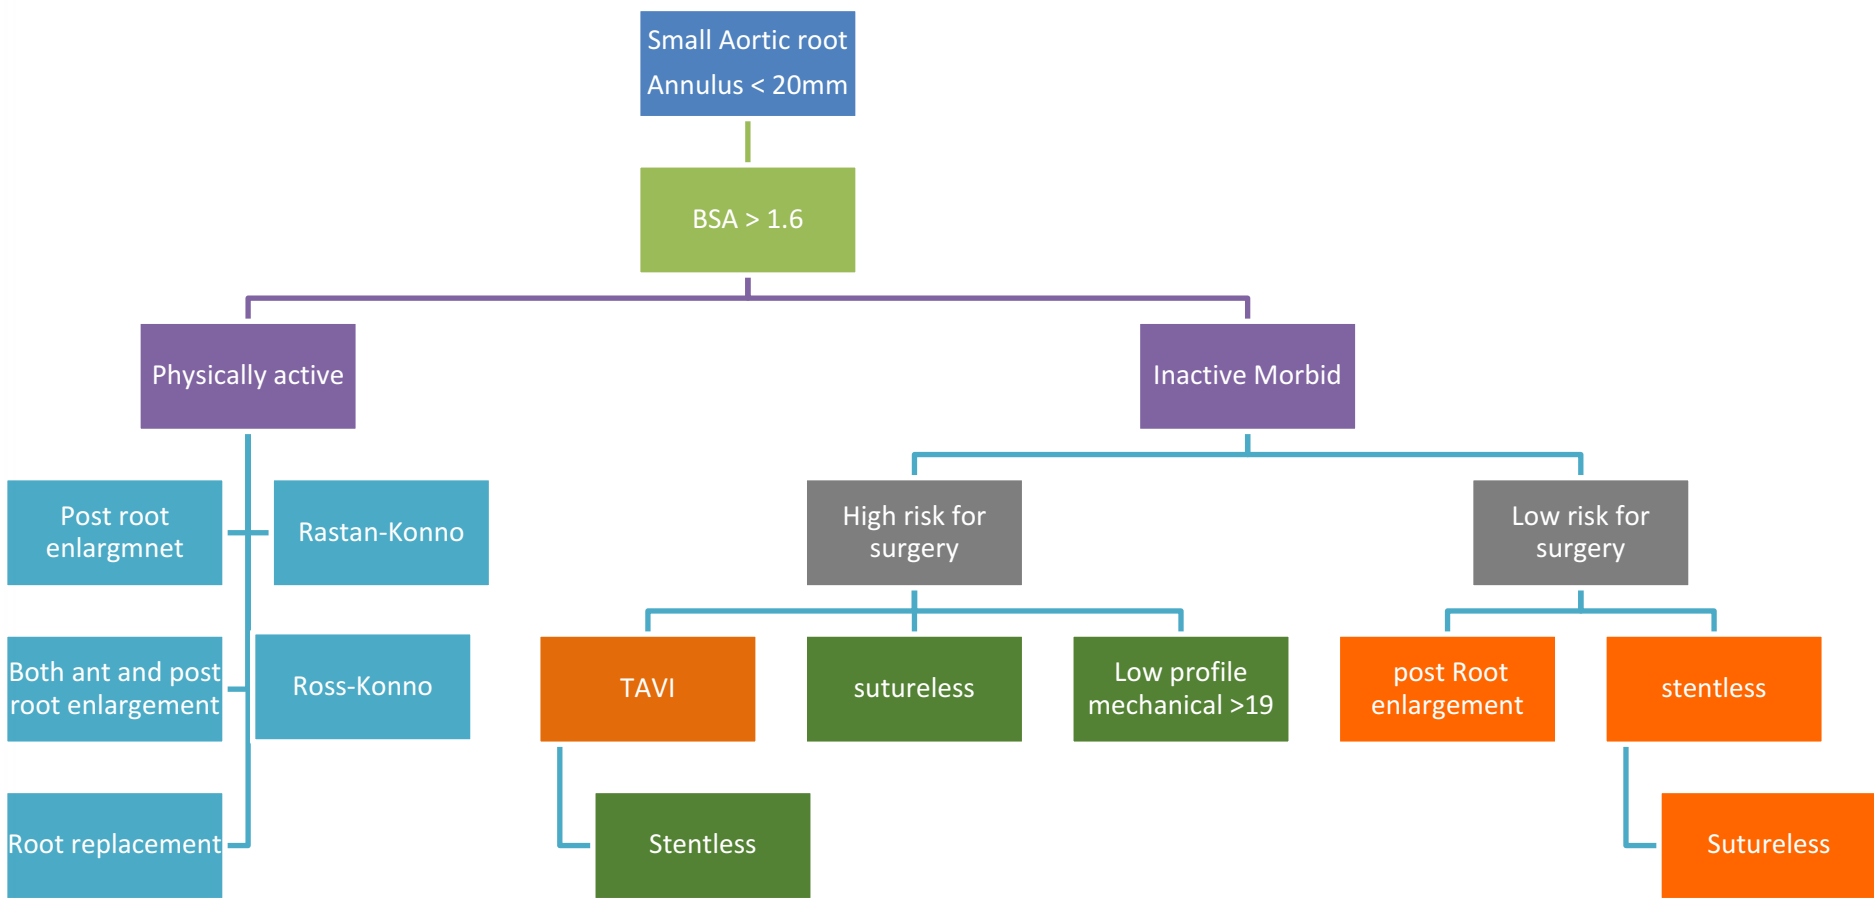 Small Aortic root
Annulus < 20mm
BSA > 1.6
Physically active
Inactive Morbid
Post root
enlargmnet
Rastan-Konno
High risk for
surgery
Low risk for
surgery
Both ant and post
root enlargement
Ross-Konno
TAVI
sutureless
Low profile
mechanical >19
post Root
enlargement
stentless
Root replacement
Stentless
Sutureless